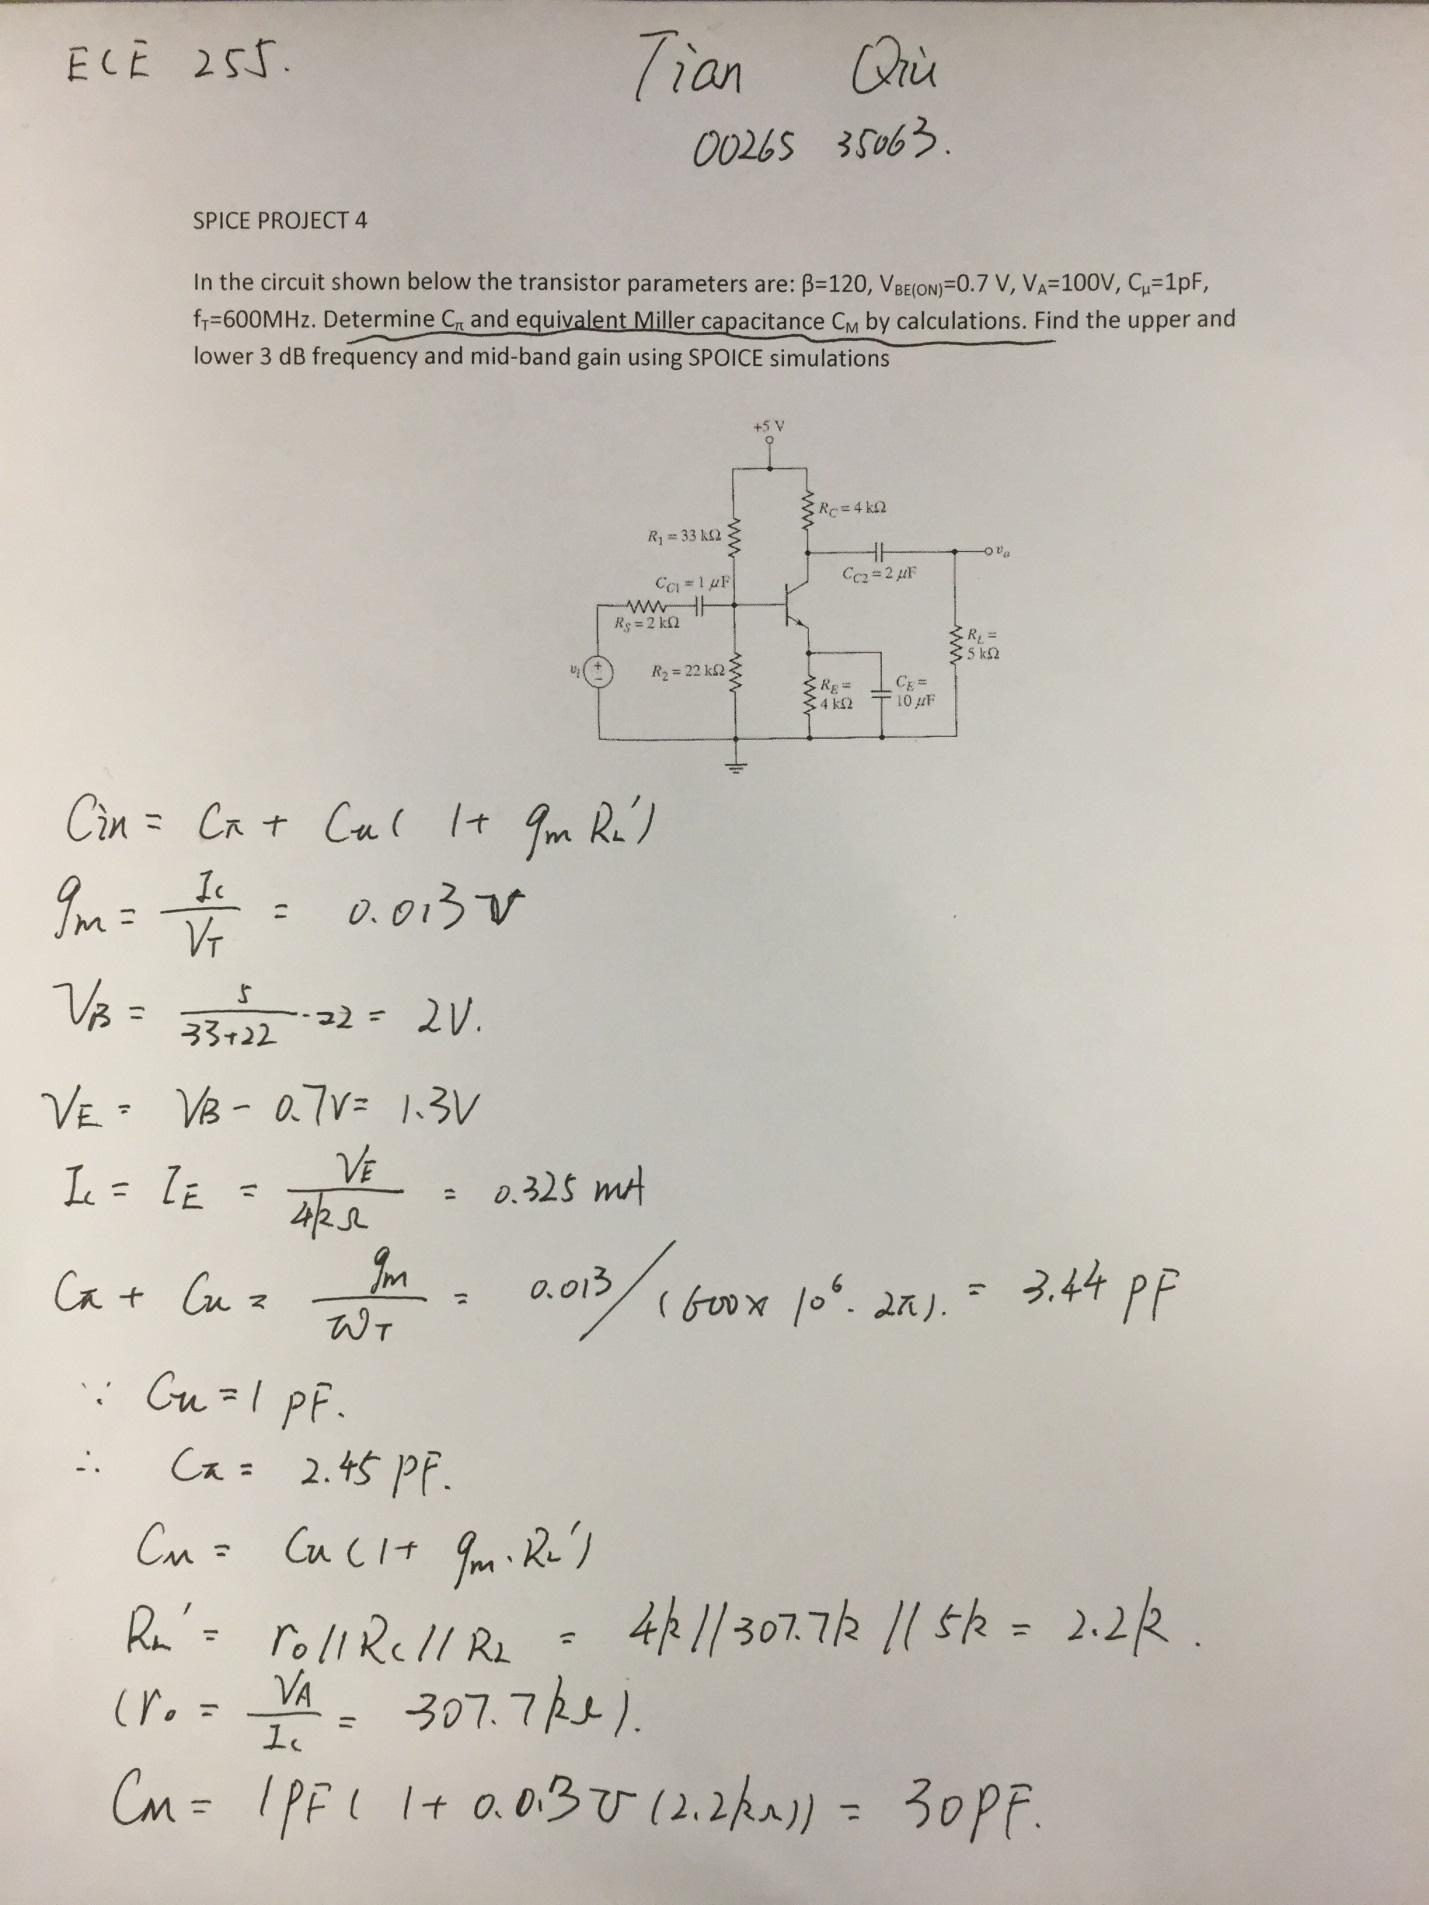 ECE 255.
Tian Qiu
00265 35063.
SPICE PROJECT 4
In the circuit shown below the transistor parameters are: β=120, VBE(ON)=0.7 V, VA=100V, Cμ=1pF,
fT=600MHz. Determine Cπ and equivalent Miller capacitance CM by calculations. Find the upper and
lower 3 dB frequency and mid-band gain using SPOICE simulations
+5 V
RC = 4 kΩ
R1 = 33 kΩ
vo
CC2 = 2 μF
CC1 = 1 μF
RS = 2 kΩ
RL =
5 kΩ
vi
+
−
R2 = 22 kΩ
RE =
4 kΩ
CE =
10 μF
Cin = Cπ + Cu ( 1+ gm RL')
gm = Ic/VT = 0.013 ℧
VB = 5/(33+22) · 22 = 2V.
VE = VB - 0.7V = 1.3V
Ic = IE = VE/4kΩ = 0.325 mA
Cπ + Cu = gm/WT = 0.013/(600 x 10^6 · 2π). = 3.44 pF
∵ Cu = 1 pF.
∴ Cπ = 2.45 pF.
CM = Cu (1+ gm · RL')
RL' = ro//Rc//RL = 4k//307.7k//5k = 2.2k.
(ro = VA/Ic = 307.7kΩ).
CM = 1PF ( 1+ 0.013 ℧ (2.2kΩ)) = 30 PF.